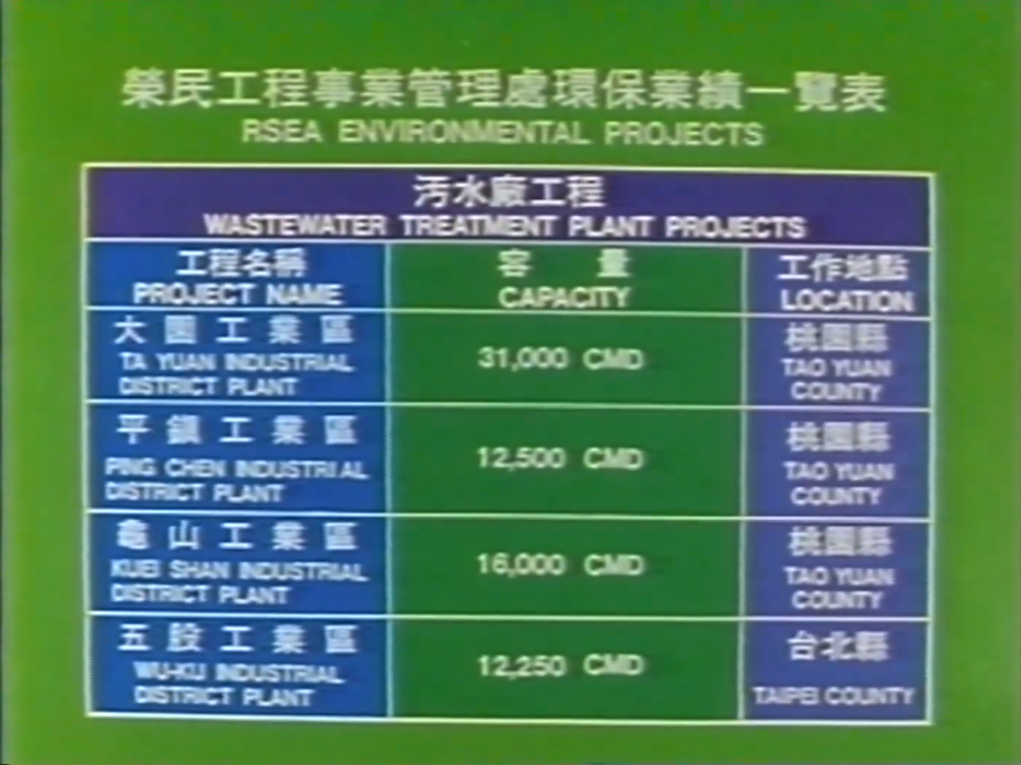 榮民工程事業管理處環保業績一覽表
RSEA ENVIRONMENTAL PROJECTS
污水廠工程
WASTEWATER TREATMENT PLANT PROJECTS
工程名稱 容 量 工作地點
PROJECT NAME CAPACITY LOCATION
大園工業區
TA YUAN INDUSTRIAL
DISTRICT PLANT
31,000 CMD
桃園縣
TAO YUAN
COUNTY
平鎮工業區
PING CHEN INDUSTRIAL
DISTRICT PLANT
12,500 CMD
桃園縣
TAO YUAN
COUNTY
龜山工業區
KUEI SHAN INDUSTRIAL
DISTRICT PLANT
16,000 CMD
桃園縣
TAO YUAN
COUNTY
五股工業區
WU-KU INDUSTRIAL
DISTRICT PLANT
12,250 CMD
台北縣
TAIPEI COUNTY